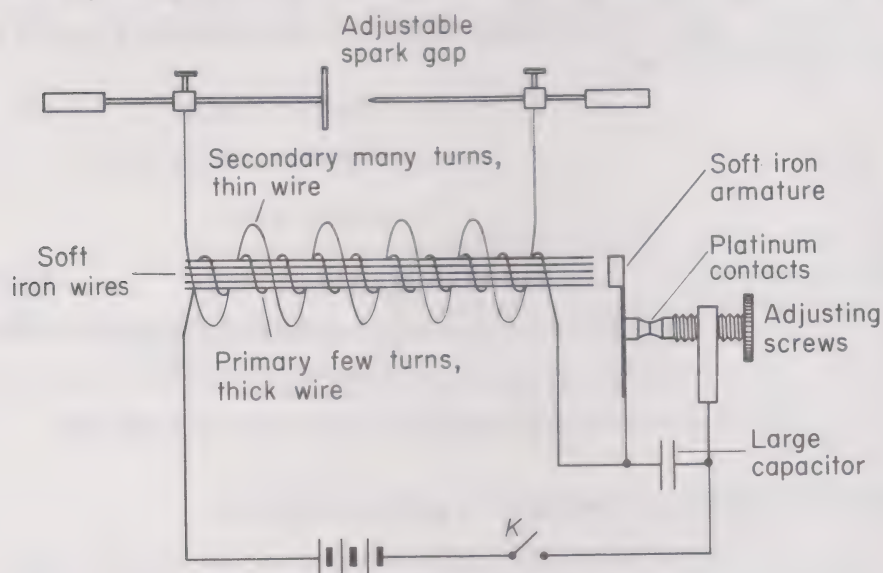 Adjustable
spark gap
Secondary many turns,
thin wire
Soft iron
armature
Platinum
contacts
Soft
iron wires
Adjusting
screws
Primary few turns,
thick wire
Large
capacitor
K